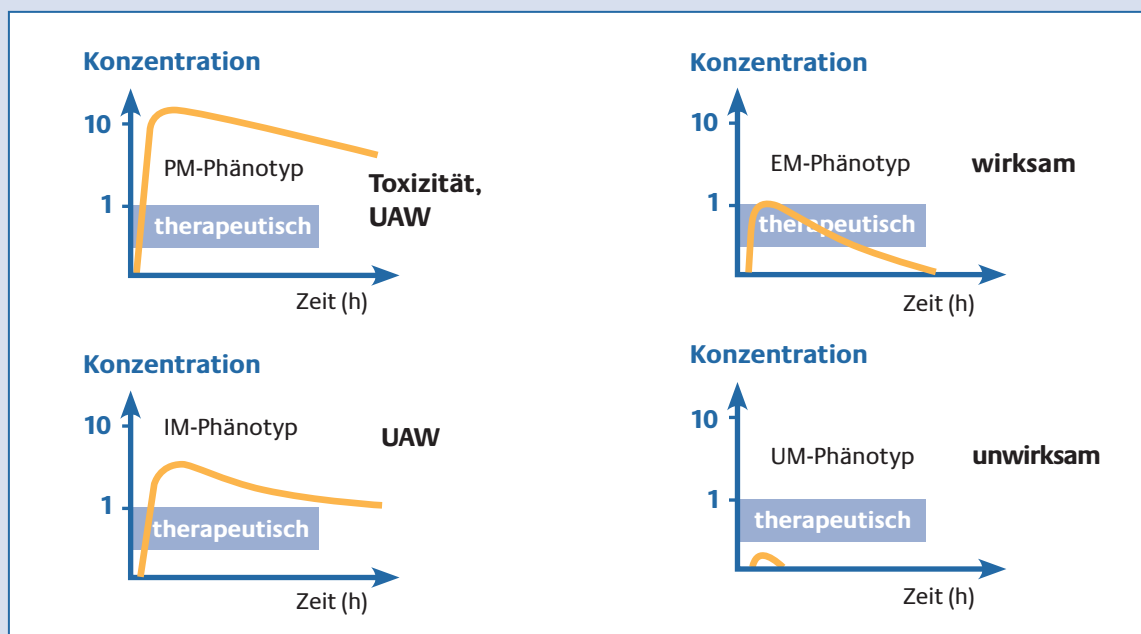 Konzentration
10
PM-Phänotyp
1
Toxizität,
UAW
therapeutisch
Zeit (h)
Konzentration
10
EM-Phänotyp
wirksam
1
therapeutisch
Zeit (h)
Konzentration
10
IM-Phänotyp
UAW
1
therapeutisch
Zeit (h)
Konzentration
10
UM-Phänotyp
unwirksam
1
therapeutisch
Zeit (h)